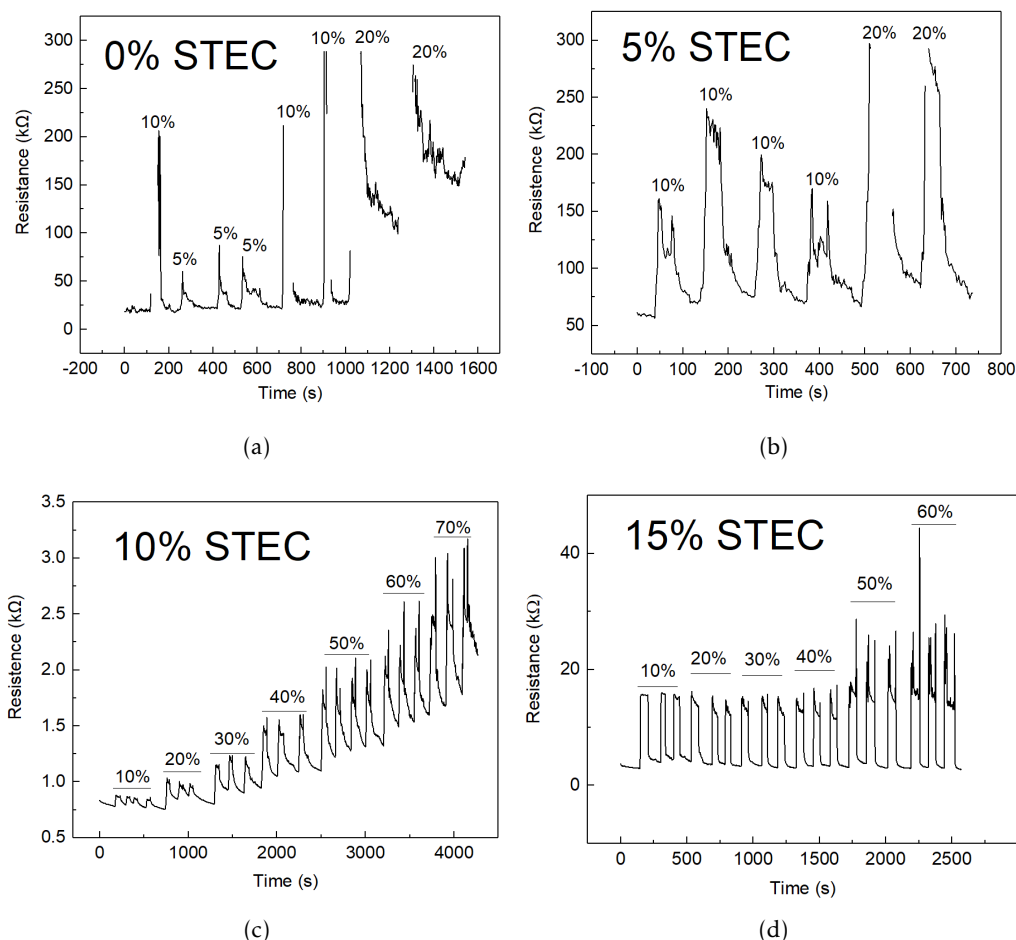 0% STEC
10%
5%
5%
5%
10%
10%
20%
20%
300
250
200
150
100
50
0
Resistence (kΩ)
-200 0 200 400 600 800 1000 1200 1400 1600
Time (s)
(a)
5% STEC
10%
10%
10%
10%
20%
20%
300
250
200
150
100
50
Resistence (kΩ)
-100 0 100 200 300 400 500 600 700 800
Time (s)
(b)
10% STEC
10%
20%
30%
40%
50%
60%
70%
3.5
3.0
2.5
2.0
1.5
1.0
0.5
Resistence (kΩ)
0 1000 2000 3000 4000
Time (s)
(c)
15% STEC
10%
20%
30%
40%
50%
60%
40
20
0
Resistance (kΩ)
0 500 1000 1500 2000 2500
Time (s)
(d)